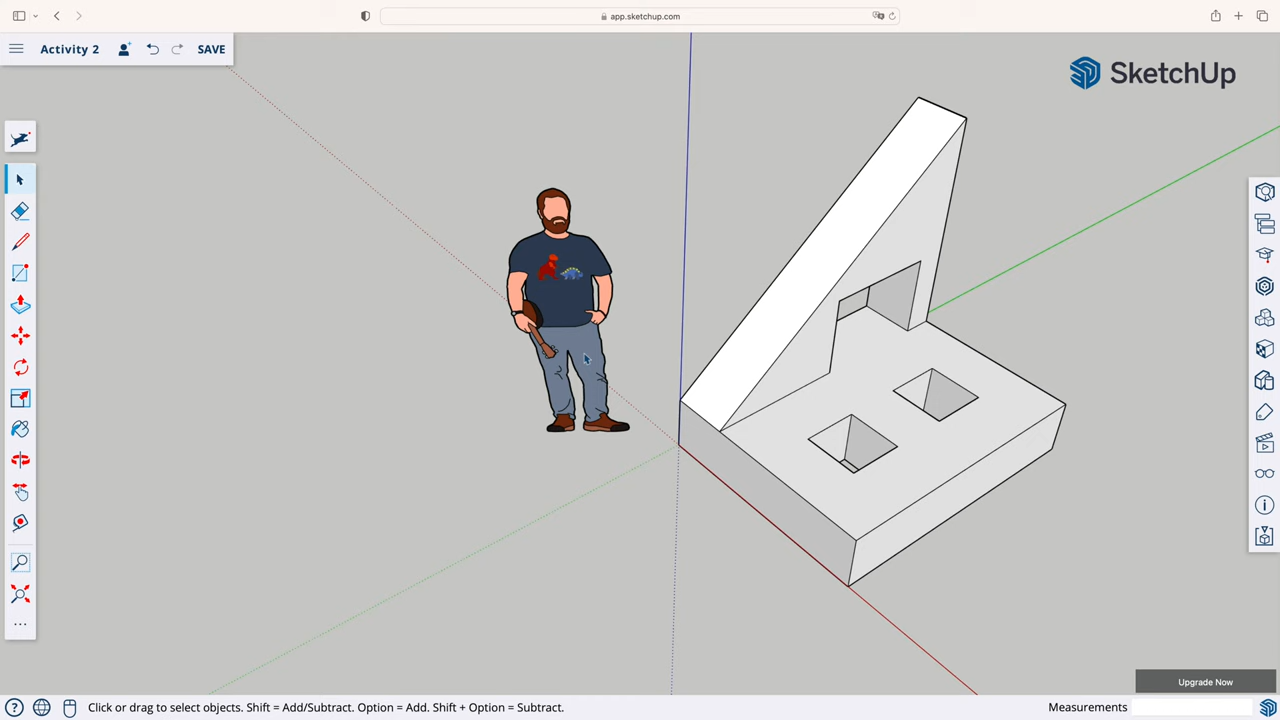 app.sketchup.com
Activity 2
SAVE
SketchUp
Upgrade Now
Click or drag to select objects. Shift = Add/Subtract. Option = Add. Shift + Option = Subtract.
Measurements